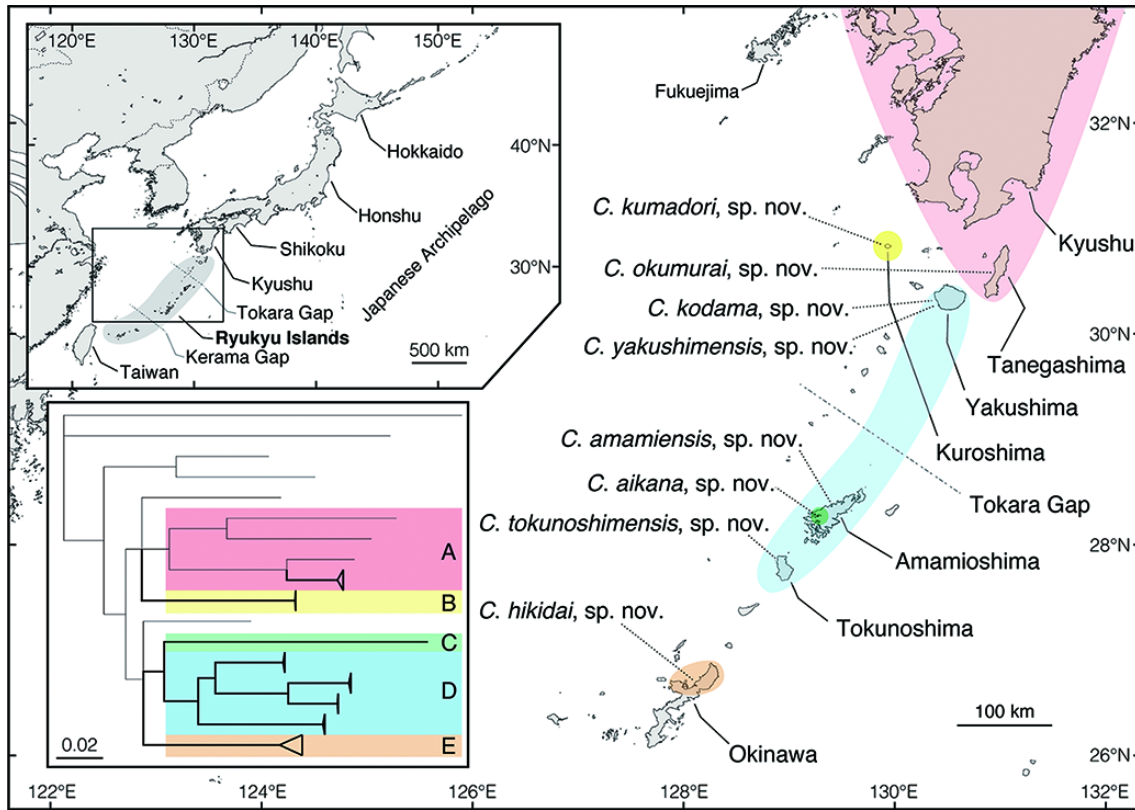 120°E
130°E
140°E
150°E
40°N
30°N
Hokkaido
Honshu
Shikoku
Kyushu
Tokara Gap
Ryukyu Islands
Kerama Gap
Taiwan
Japanese Archipelago
500 km
A
B
C
D
E
0.02
Fukuejima
C. kumadori, sp. nov.
C. okumurai, sp. nov.
C. kodama, sp. nov.
C. yakushimensis, sp. nov.
C. amamiensis, sp. nov.
C. aikana, sp. nov.
C. tokunoshimensis, sp. nov.
C. hikidai, sp. nov.
Kyushu
Tanegashima
Yakushima
Kuroshima
Tokara Gap
Amamioshima
Tokunoshima
Okinawa
100 km
32°N
30°N
28°N
26°N
122°E
124°E
126°E
128°E
130°E
132°E